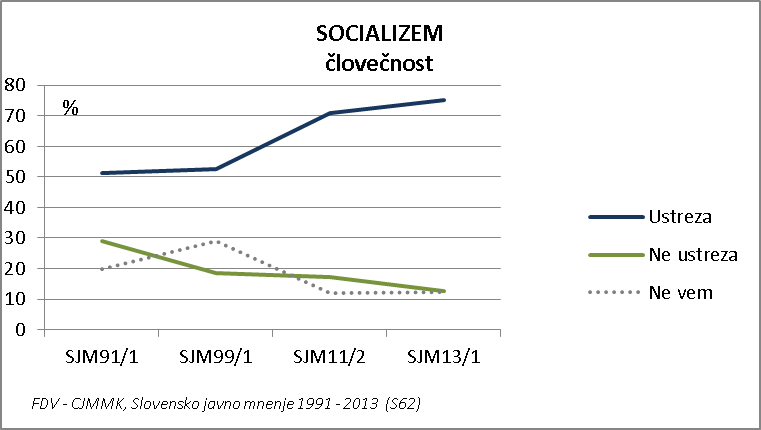 SOCIALIZEM
človečnost
%
80
70
60
50
40
30
20
10
0
SJM91/1 SJM99/1 SJM11/2 SJM13/1
Ustreza
Ne ustreza
Ne vem
FDV - CJMMK, Slovensko javno mnenje 1991 - 2013 (S62)